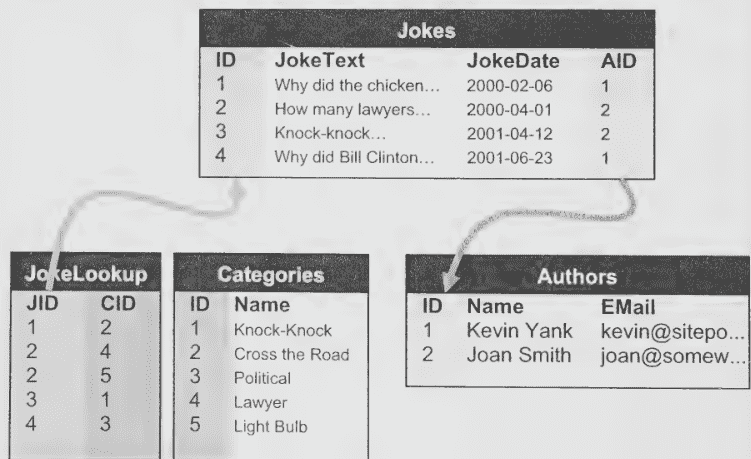 Jokes
ID JokeText JokeDate AID
1 Why did the chicken... 2000-02-06 1
2 How many lawyers... 2000-04-01 2
3 Knock-knock... 2001-04-12 2
4 Why did Bill Clinton... 2001-06-23 1
JokeLookup
JID CID
1 2
2 4
2 5
3 1
4 3
Categories
ID Name
1 Knock-Knock
2 Cross the Road
3 Political
4 Lawyer
5 Light Bulb
Authors
ID Name EMail
1 Kevin Yank kevin@sitepo...
2 Joan Smith joan@somew...